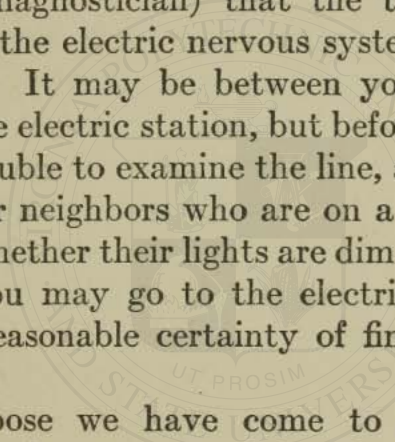 agnostician) that the
the electric nervous syste
It may be between yo
e electric station, but befo
uble to examine the line,
r neighbors who are on a
hether their lights are dim
ou may go to the electri
easonable certainty of fin
UT PROSIM
pose we have come to